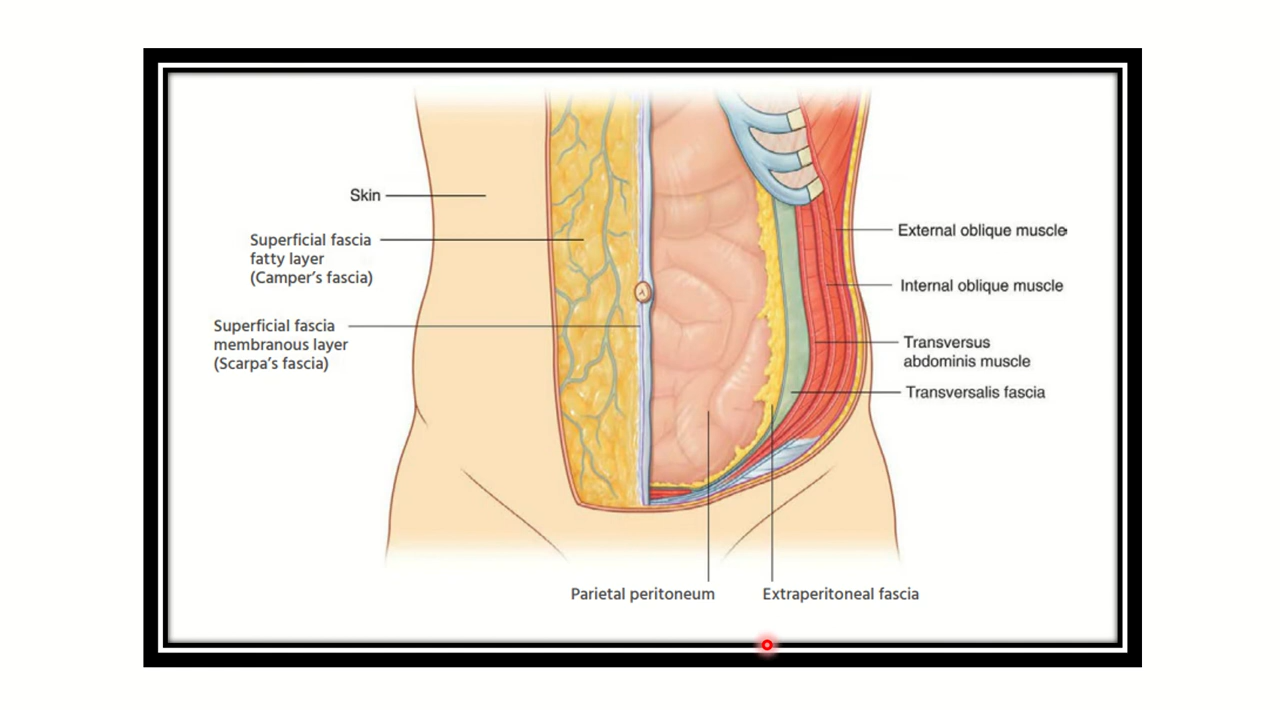 Skin
Superficial fascia
fatty layer
(Camper's fascia)
Superficial fascia
membranous layer
(Scarpa's fascia)
External oblique muscle
Internal oblique muscle
Transversus
abdominis muscle
Transversalis fascia
Parietal peritoneum
Extraperitoneal fascia